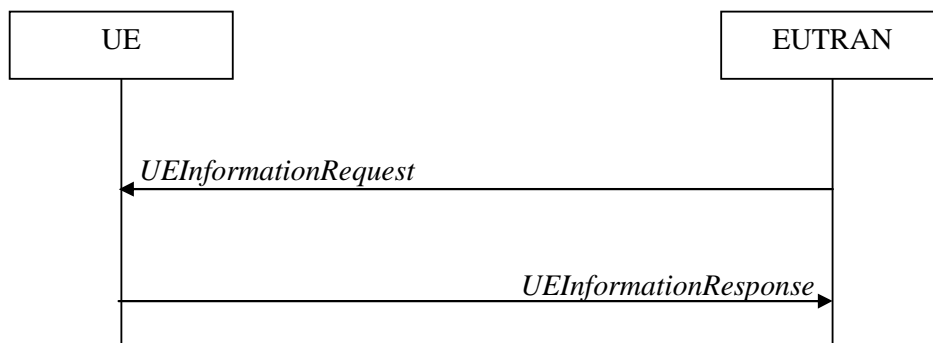 UE
EUTRAN
UEInformationRequest
UEInformationResponse